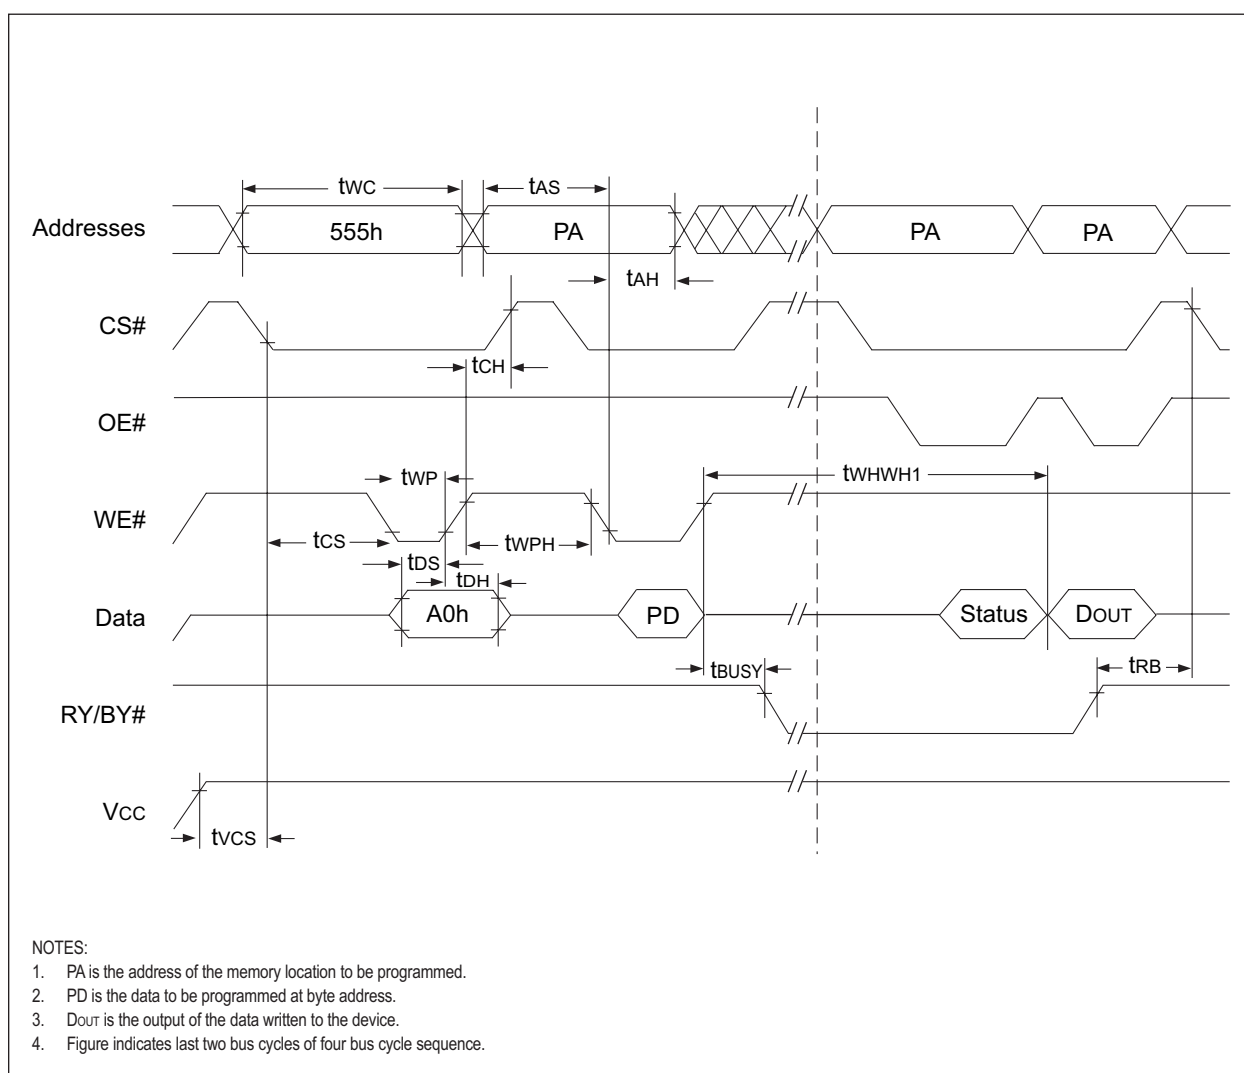 tWC
tAS
Addresses
555h
PA
PA
PA
tAH
CS#
tCH
OE#
tWP
tWHWH1
WE#
tCS
tWPH
tDS
tDH
Data
A0h
PD
Status
DOUT
tBUSY
tRB
RY/BY#
VCC
tVCS
NOTES:
1. PA is the address of the memory location to be programmed.
2. PD is the data to be programmed at byte address.
3. DOUT is the output of the data written to the device.
4. Figure indicates last two bus cycles of four bus cycle sequence.